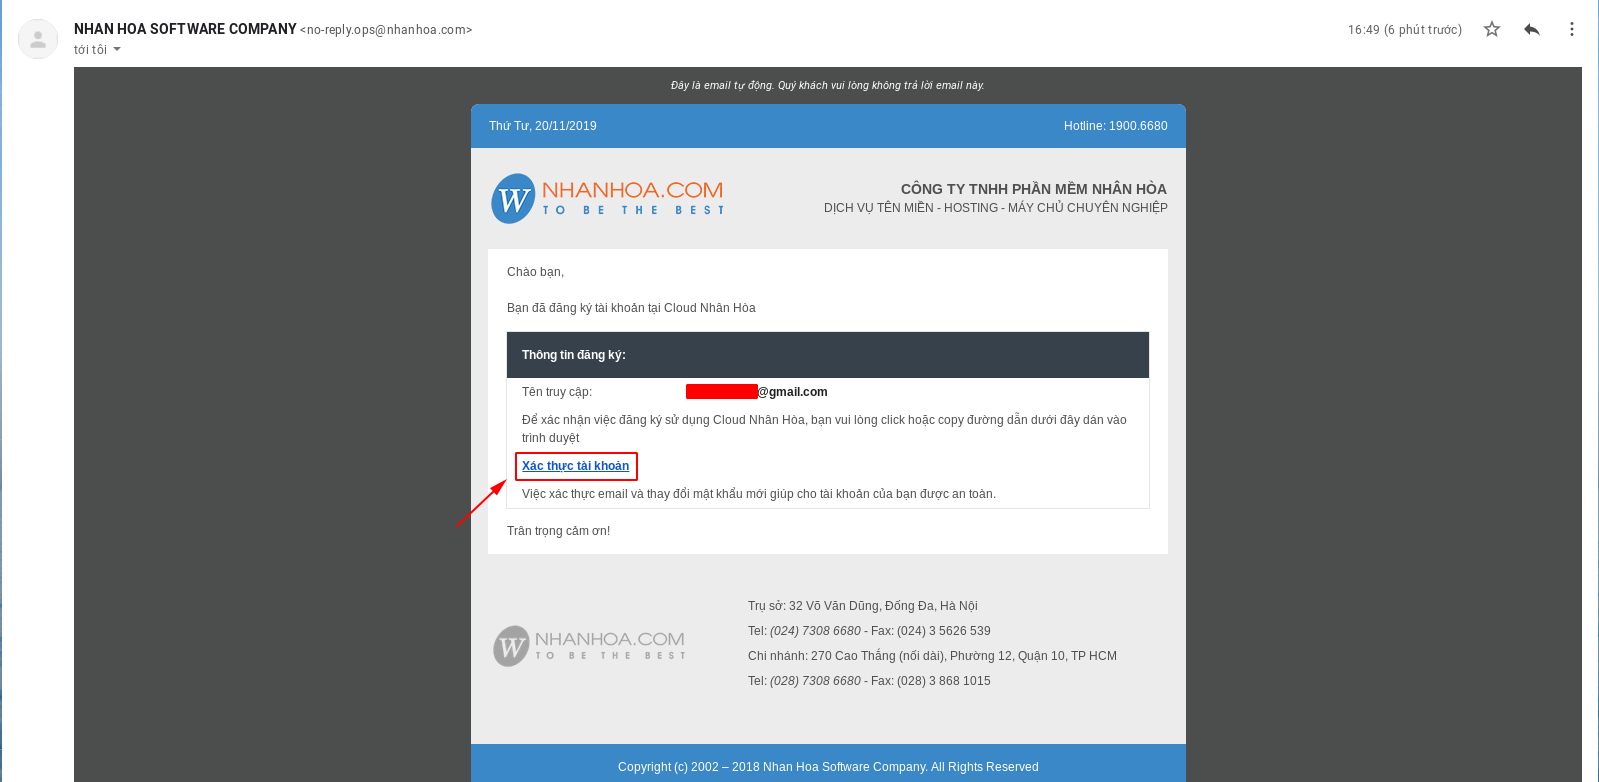 NHAN HOA SOFTWARE COMPANY <no-reply.ops@nhanhoa.com>
16:49 (6 phút trước)
tới tôi
Đây là email tự động. Quý khách vui lòng không trả lời email này.
Thứ Tư, 20/11/2019
Hotline: 1900.6680
W NHANHOA.COM
TO BE THE BEST
CÔNG TY TNHH PHẦN MỀM NHÂN HÒA
DỊCH VỤ TÊN MIỀN - HOSTING - MÁY CHỦ CHUYÊN NGHIỆP
Chào bạn,
Bạn đã đăng ký tài khoản tại Cloud Nhân Hòa
Thông tin đăng ký:
Tên truy cập: @gmail.com
Để xác nhận việc đăng ký sử dụng Cloud Nhân Hòa, bạn vui lòng click hoặc copy đường dẫn dưới đây dán vào
trình duyệt
Xác thực tài khoản
Việc xác thực email và thay đổi mật khẩu mới giúp cho tài khoản của bạn được an toàn.
Trân trọng cảm ơn!
W NHANHOA.COM
TO BE THE BEST
Trụ sở: 32 Võ Văn Dũng, Đống Đa, Hà Nội
Tel: (024) 7308 6680 - Fax: (024) 3 5626 539
Chi nhánh: 270 Cao Thắng (nối dài), Phường 12, Quận 10, TP HCM
Tel: (028) 7308 6680 - Fax: (028) 3 868 1015
Copyright (c) 2002 – 2018 Nhan Hoa Software Company. All Rights Reserved